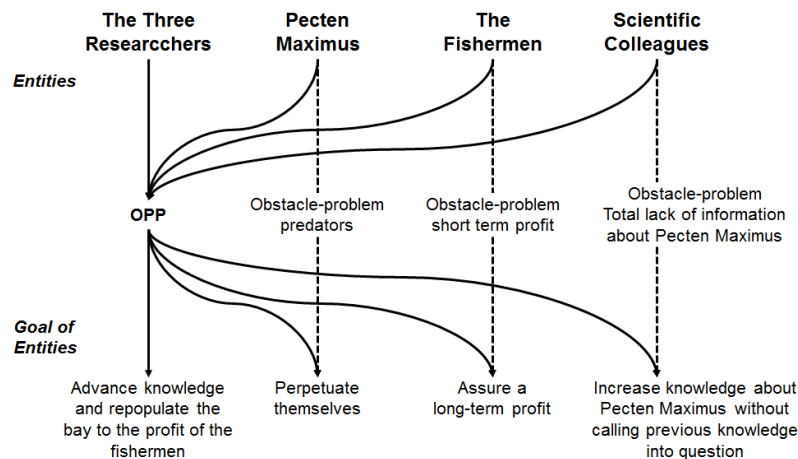 The Three
Researcchers
Pecten
Maximus
The
Fishermen
Scientific
Colleagues
Entities
OPP
Obstacle-problem
predators
Obstacle-problem
short term profit
Obstacle-problem
Total lack of information
about Pecten Maximus
Goal of
Entities
Advance knowledge
and repopulate the
bay to the profit of the
fishermen
Perpetuate
themselves
Assure a
long-term profit
Increase knowledge about
Pecten Maximus without
calling previous knowledge
into question